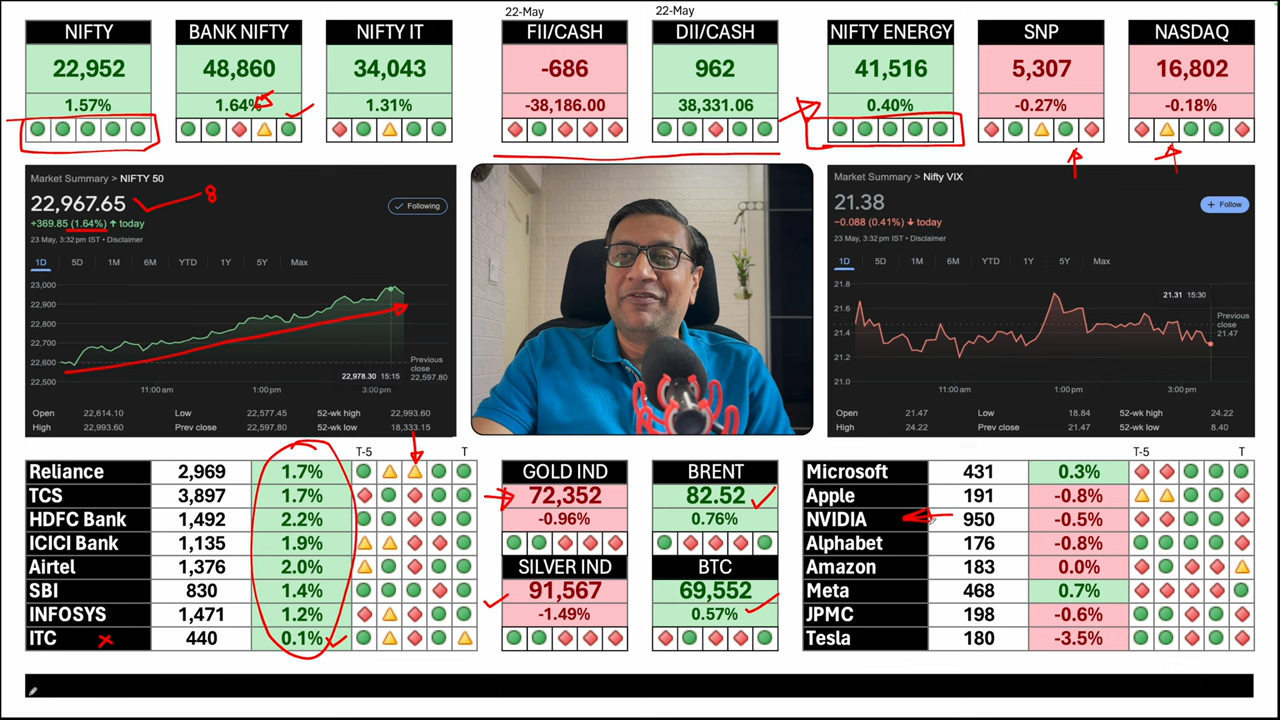 22-May
22-May
NIFTY
BANK NIFTY
NIFTY IT
FII/CASH
DII/CASH
NIFTY ENERGY
SNP
NASDAQ
22,952
48,860
34,043
-686
962
41,516
5,307
16,802
1.57%
1.64%
1.31%
-38,186.00
38,331.06
0.40%
-0.27%
-0.18%
Market Summary > NIFTY 50
22,967.65
8
+369.85 (1.64%) ↑ today
23 May, 3:32 pm IST • Disclaimer
✓ Following
1D 5D 1M 6M YTD 1Y 5Y Max
23,000
22,900
22,800
22,700
22,600
22,500
Previous close 22,597.80
22,978.30 15:15
11:00 am 1:00 pm 3:00 pm
Open 22,614.10 Low 22,577.45 52-wk high 22,993.60
High 22,993.60 Prev close 22,597.80 52-wk low 18,333.15
Market Summary > Nifty VIX
21.38
−0.088 (0.41%) ↓ today
23 May, 3:32 pm IST • Disclaimer
+ Follow
1D 5D 1M 6M YTD 1Y 5Y Max
21.8
21.6
21.4
21.2
21.0
21.31 15:30
Previous close 21.47
11:00 am 1:00 pm 3:00 pm
Open 21.47 Low 18.84 52-wk high 24.22
High 24.22 Prev close 21.47 52-wk low 8.40
T-5 T
Reliance 2,969 1.7%
TCS 3,897 1.7%
HDFC Bank 1,492 2.2%
ICICI Bank 1,135 1.9%
Airtel 1,376 2.0%
SBI 830 1.4%
INFOSYS 1,471 1.2%
ITC 440 0.1%
GOLD IND
72,352
-0.96%
SILVER IND
91,567
-1.49%
BRENT
82.52
0.76%
BTC
69,552
0.57%
T-5 T
Microsoft 431 0.3%
Apple 191 -0.8%
NVIDIA 950 -0.5%
Alphabet 176 -0.8%
Amazon 183 0.0%
Meta 468 0.7%
JPMC 198 -0.6%
Tesla 180 -3.5%